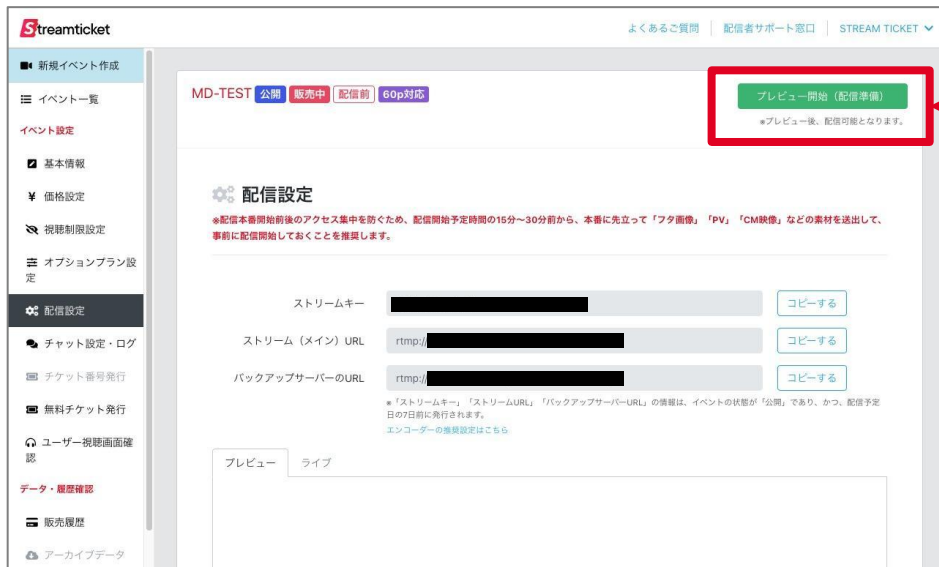 Streamticket
よくあるご質問
配信者サポート窓口
STREAM TICKET
新規イベント作成
イベント一覧
イベント設定
基本情報
価格設定
視聴制限設定
オプションプラン設
定
配信設定
チャット設定・ログ
チケット番号発行
無料チケット発行
ユーザー視聴画面確
認
データ・履歴確認
販売履歴
アーカイブデータ
MD-TEST 公開 販売中 配信前 60p対応
プレビュー開始（配信準備）
※プレビュー後、配信可能となります。
配信設定
※配信本番開始前後のアクセス集中を防ぐため、配信開始予定時間の15分〜30分前から、本番に先立って「フタ画像」「PV」「CM映像」などの素材を送出して、
事前に配信開始しておくことを推奨します。
ストリームキー
コピーする
ストリーム（メイン）URL
rtmp://
コピーする
バックアップサーバーのURL
rtmp://
コピーする
※「ストリームキー」「ストリームURL」「バックアップサーバーURL」の情報は、イベントの状態が「公開」であり、かつ、配信予定
日の7日前に発行されます。
エンコーダーの推奨設定はこちら
プレビュー
ライブ